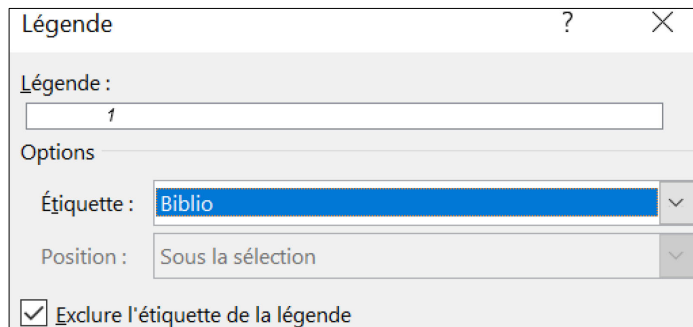 Légende ?
Légende :
1
Options
Étiquette : Biblio
Position : Sous la sélection
Exclure l'étiquette de la légende